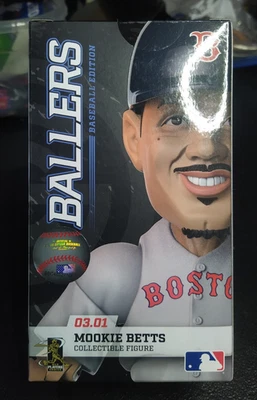 B
BALLERS
BASEBALL EDITION
BOSTO
03.01
MOOKIE BETTS
COLLECTIBLE FIGURE